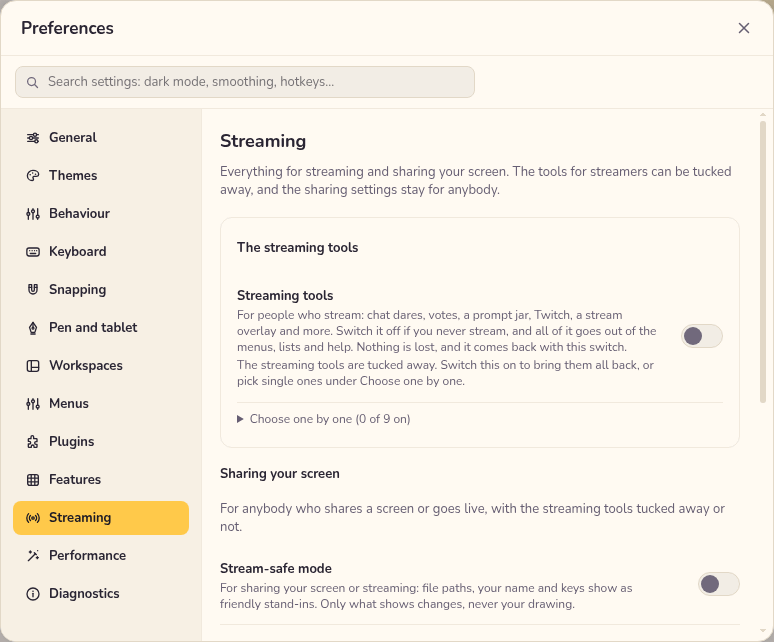 Preferences
Search settings: dark mode, smoothing, hotkeys...
General
Themes
Behaviour
Keyboard
Snapping
Pen and tablet
Workspaces
Menus
Plugins
Features
Streaming
Performance
Diagnostics
Streaming
Everything for streaming and sharing your screen. The tools for streamers can be tucked
away, and the sharing settings stay for anybody.
The streaming tools
Streaming tools
For people who stream: chat dares, votes, a prompt jar, Twitch, a stream
overlay and more. Switch it off if you never stream, and all of it goes out of the
menus, lists and help. Nothing is lost, and it comes back with this switch.
The streaming tools are tucked away. Switch this on to bring them all back, or
pick single ones under Choose one by one.
Choose one by one (0 of 9 on)
Sharing your screen
For anybody who shares a screen or goes live, with the streaming tools tucked away or
not.
Stream-safe mode
For sharing your screen or streaming: file paths, your name and keys show as
friendly stand-ins. Only what shows changes, never your drawing.